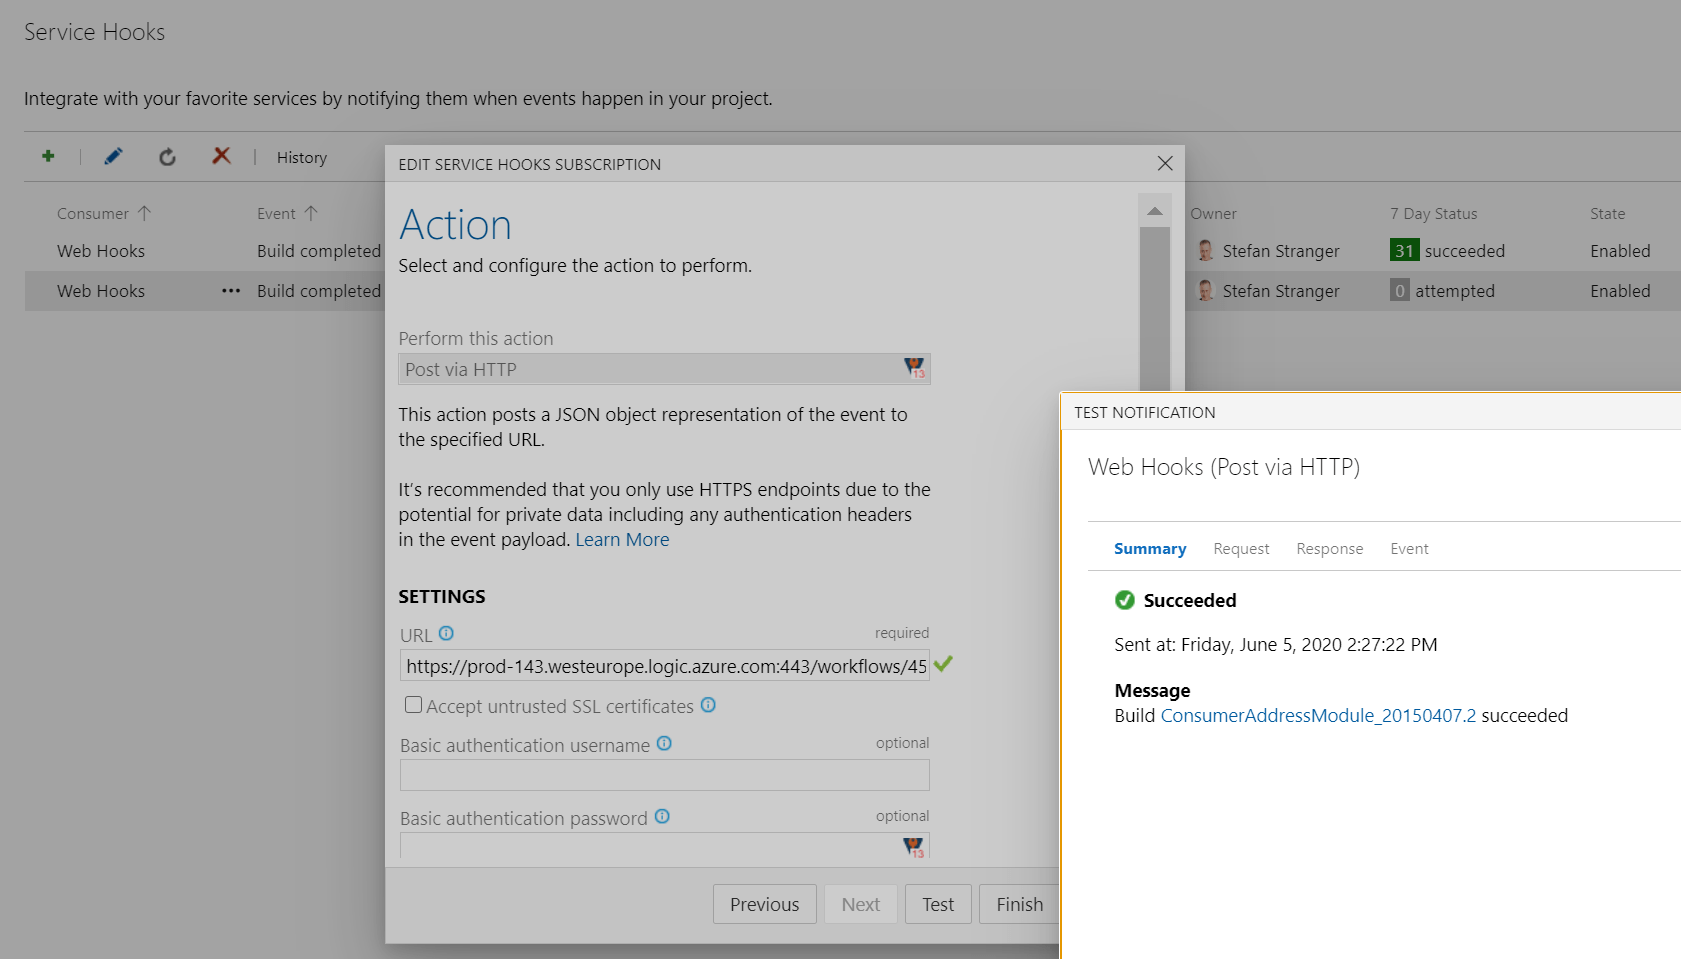 Service Hooks
Integrate with your favorite services by notifying them when events happen in your project.
History
Consumer Event Owner 7 Day Status State
Web Hooks Build completed Stefan Stranger 31 succeeded Enabled
Web Hooks ... Build completed Stefan Stranger 0 attempted Enabled
EDIT SERVICE HOOKS SUBSCRIPTION
Action
Select and configure the action to perform.
Perform this action
Post via HTTP 13
This action posts a JSON object representation of the event to
the specified URL.
It's recommended that you only use HTTPS endpoints due to the
potential for private data including any authentication headers
in the event payload. Learn More
SETTINGS
URL required
https://prod-143.westeurope.logic.azure.com:443/workflows/45
Accept untrusted SSL certificates
Basic authentication username optional
Basic authentication password optional
13
Previous Next Test Finish
TEST NOTIFICATION
Web Hooks (Post via HTTP)
Summary Request Response Event
Succeeded
Sent at: Friday, June 5, 2020 2:27:22 PM
Message
Build ConsumerAddressModule_20150407.2 succeeded